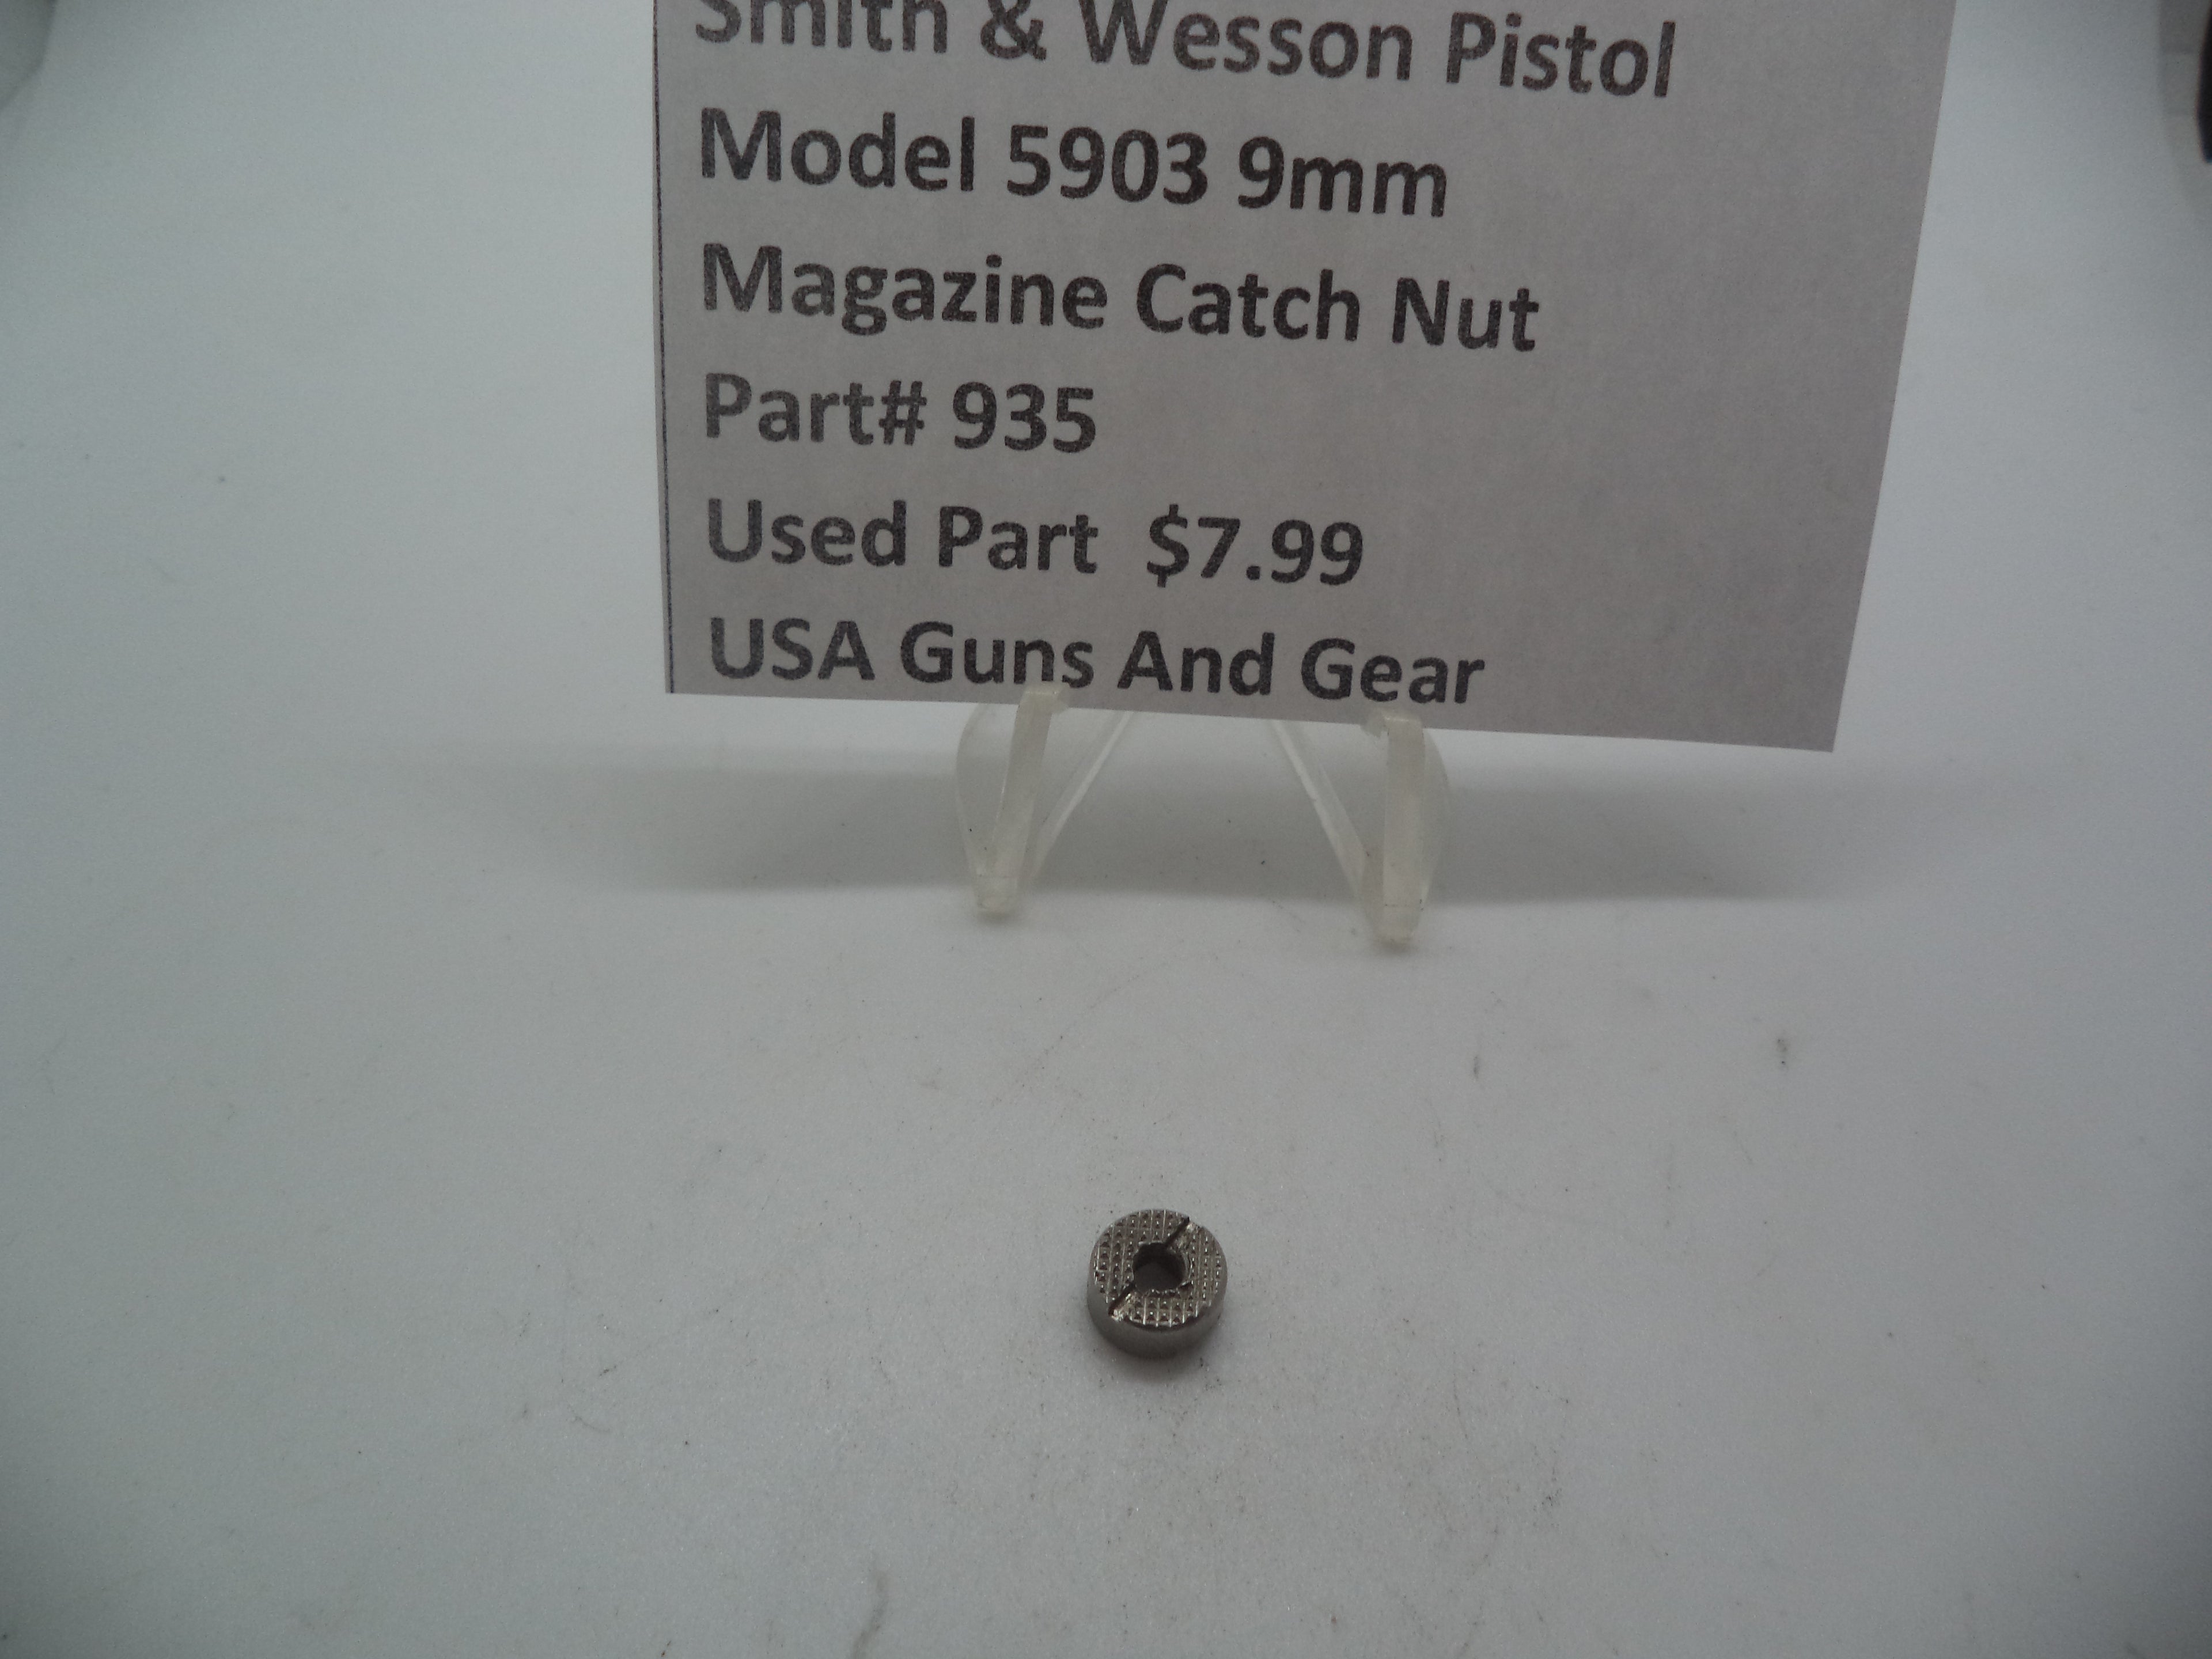 Smith & Wesson Pistol
Model 5903 9mm
Magazine Catch Nut
Part# 935
Used Part $7.99
USA Guns And Gear